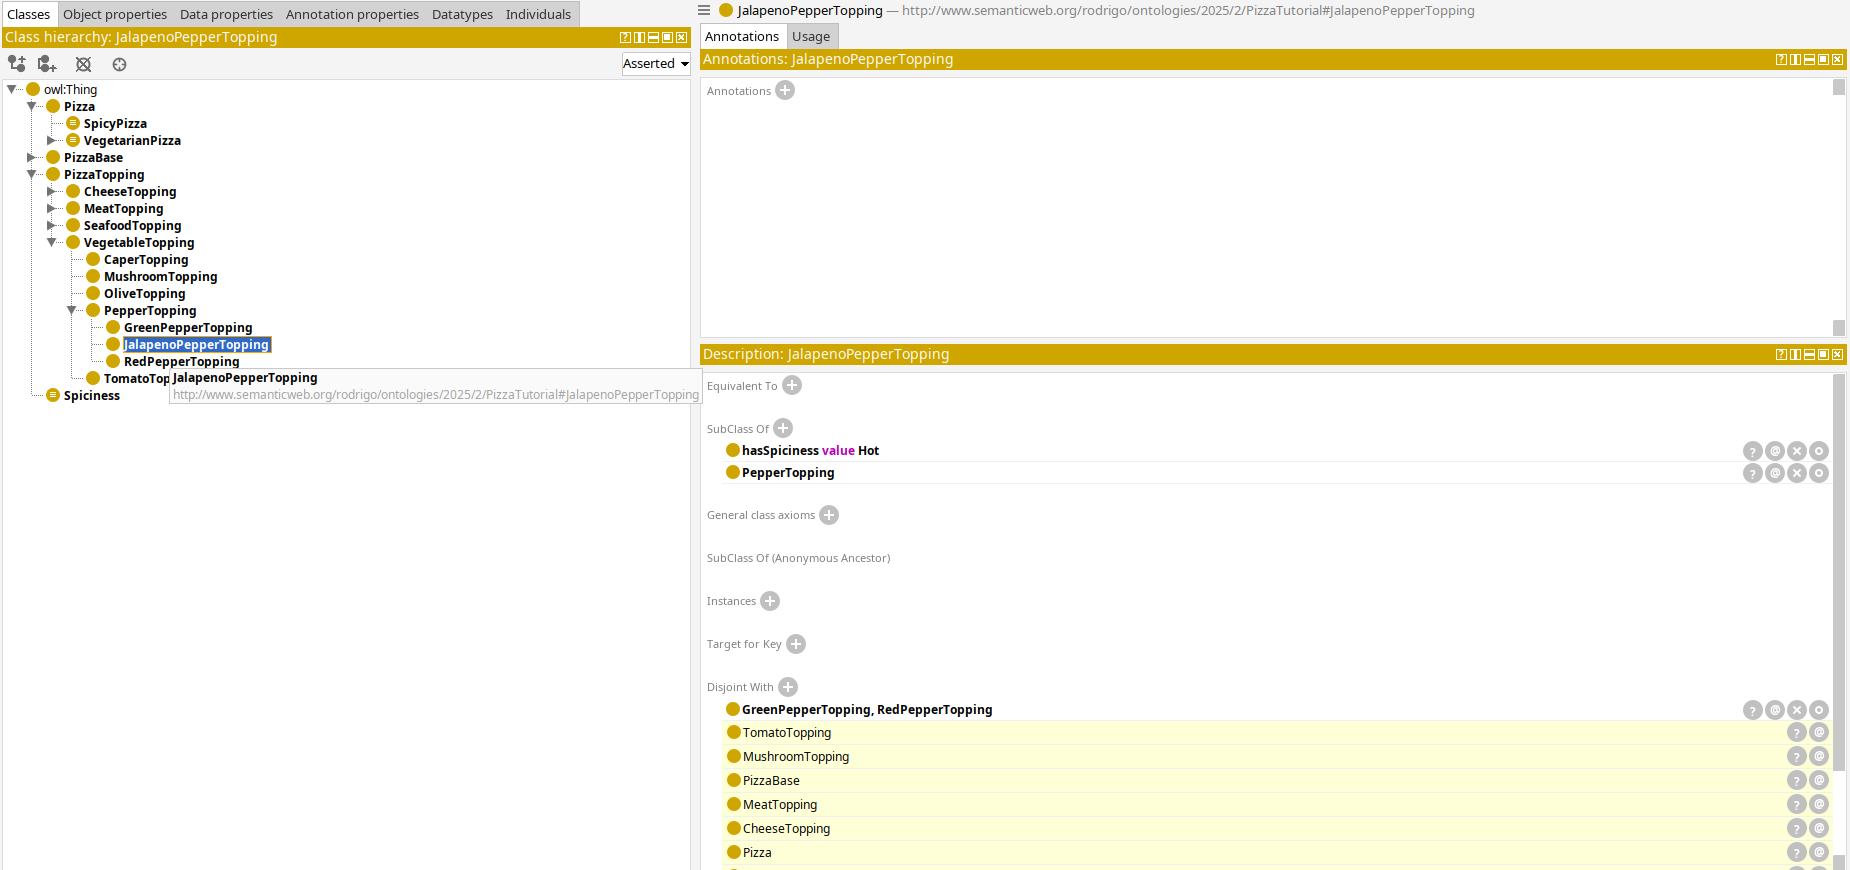 Classes Object properties Data properties Annotation properties Datatypes Individuals
Class hierarchy: JalapenoPepperTopping
Asserted
owl:Thing
Pizza
SpicyPizza
VegetarianPizza
PizzaBase
PizzaTopping
CheeseTopping
MeatTopping
SeafoodTopping
VegetableTopping
CaperTopping
MushroomTopping
OliveTopping
PepperTopping
GreenPepperTopping
JalapenoPepperTopping
RedPepperTopping
TomatoTop
Spiciness
JalapenoPepperTopping
http://www.semanticweb.org/rodrigo/ontologies/2025/2/PizzaTutorial#JalapenoPepperTopping
JalapenoPepperTopping — http://www.semanticweb.org/rodrigo/ontologies/2025/2/PizzaTutorial#JalapenoPepperTopping
Annotations Usage
Annotations: JalapenoPepperTopping
Annotations
Description: JalapenoPepperTopping
Equivalent To
SubClass Of
hasSpiciness value Hot
PepperTopping
General class axioms
SubClass Of (Anonymous Ancestor)
Instances
Target for Key
Disjoint With
GreenPepperTopping, RedPepperTopping
TomatoTopping
MushroomTopping
PizzaBase
MeatTopping
CheeseTopping
Pizza